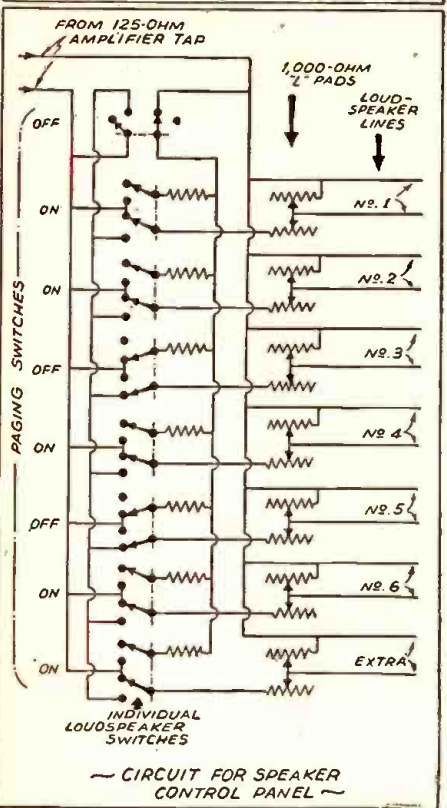 FROM 125-OHM
AMPLIFIER TAP
1,000-OHM
"L" PADS
LOUD-
SPEAKER
LINES
PAGING SWITCHES
OFF
ON
Nº. 1
ON
Nº. 2
OFF
Nº. 3
ON
Nº. 4
OFF
Nº. 5
ON
Nº. 6
ON
EXTRA
INDIVIDUAL
LOUDSPEAKER
SWITCHES
~ CIRCUIT FOR SPEAKER
CONTROL PANEL ~